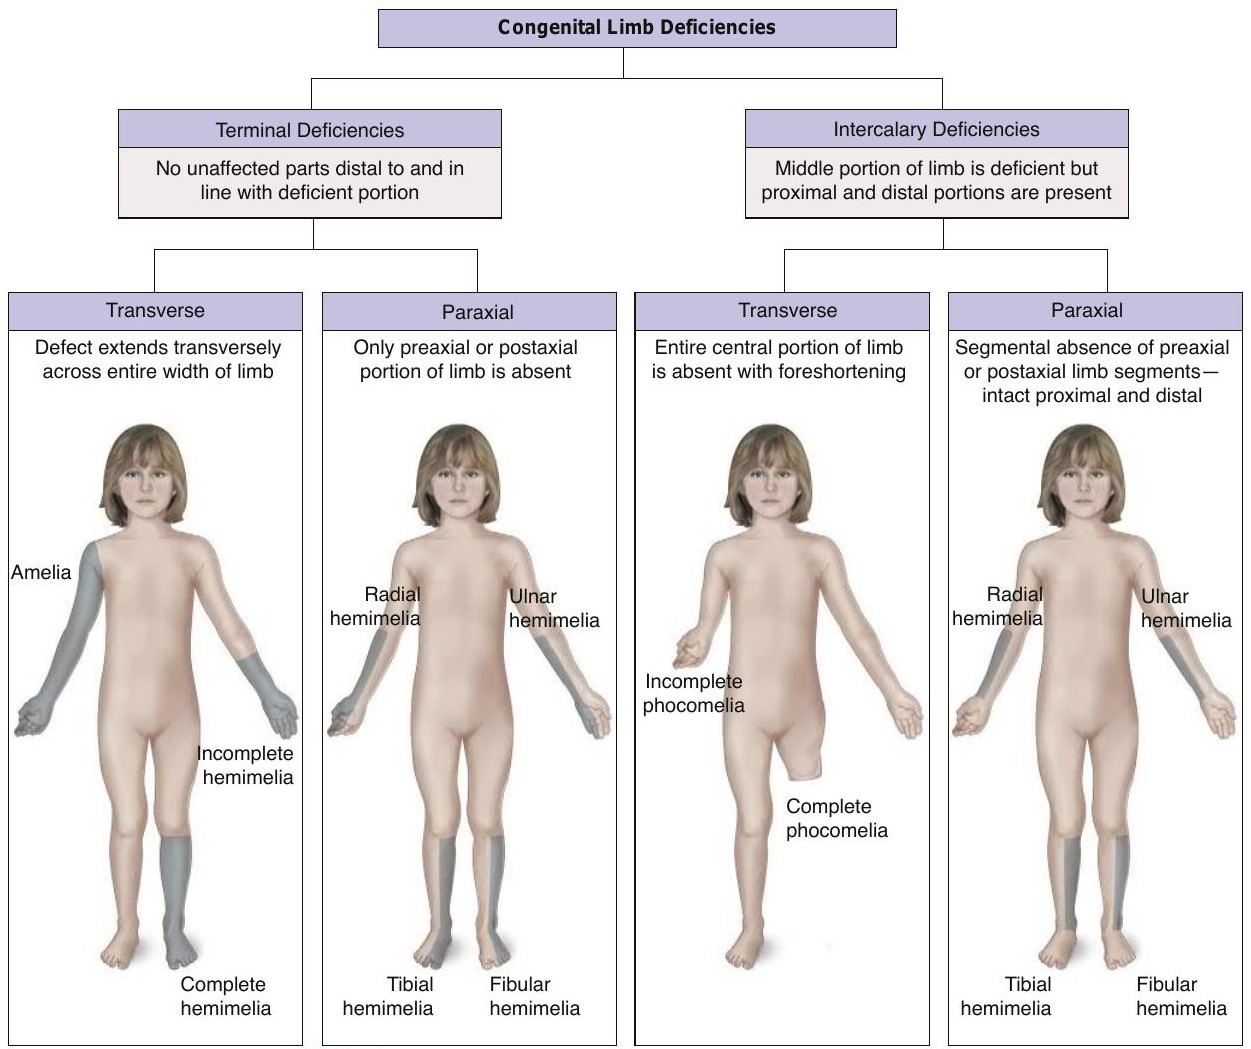 Congenital Limb Deficiencies
Terminal Deficiencies
No unaffected parts distal to and in
line with deficient portion
Intercalary Deficiencies
Middle portion of limb is deficient but
proximal and distal portions are present
Transverse
Defect extends transversely
across entire width of limb
Amelia
Incomplete
hemimelia
Complete
hemimelia
Paraxial
Only preaxial or postaxial
portion of limb is absent
Radial
hemimelia
Ulnar
hemimelia
Tibial
hemimelia
Fibular
hemimelia
Transverse
Entire central portion of limb
is absent with foreshortening
Incomplete
phocomelia
Complete
phocomelia
Paraxial
Segmental absence of preaxial
or postaxial limb segments—
intact proximal and distal
Radial
hemimelia
Ulnar
hemimelia
Tibial
hemimelia
Fibular
hemimelia